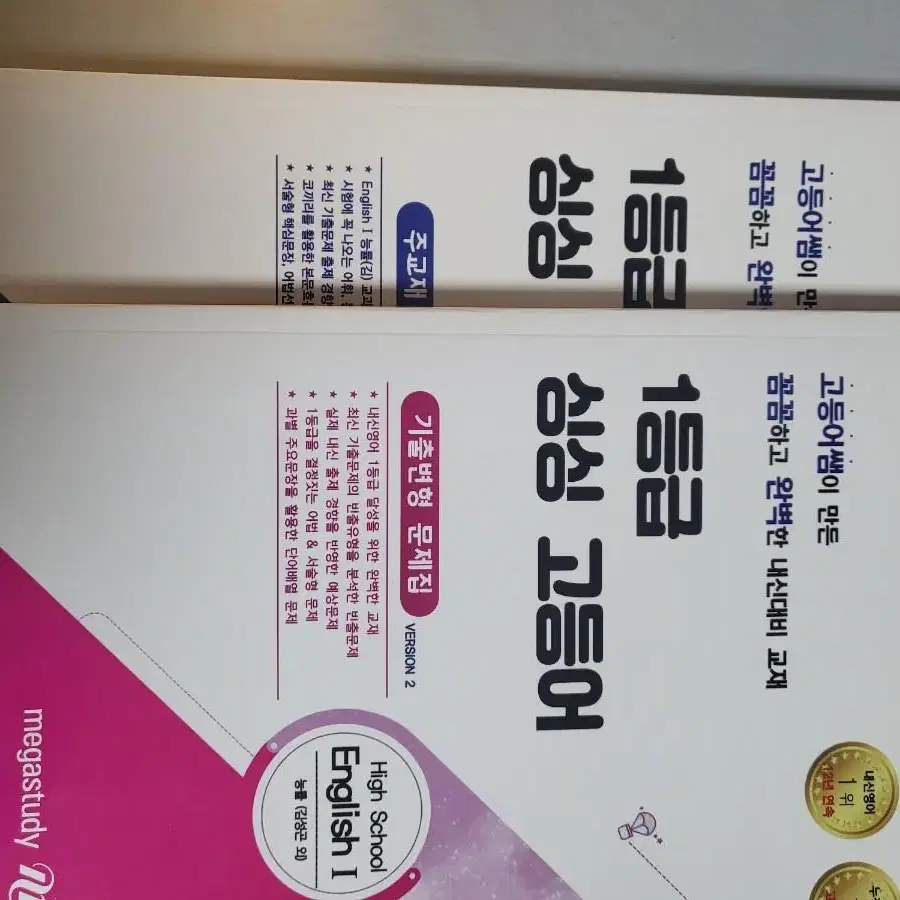 고등어쌤이 만
꼼꼼하고 완벽
1등급
싱싱
주교재
★ English I 능률(김) 교과
★ 시험에 꼭 나오는 어휘,
★ 최신 기출문제 출제 경향
★ 코끼리를 활용한 본문호
★ 서술형 핵심문장, 어법선
고등어쌤이 만든
꼼꼼하고 완벽한 내신대비 교재
1등급
싱싱 고등어
기출변형 문제집 VERSION 2
★ 내신영어 1등급 달성을 위한 완벽한 교재
★ 최신 기출문제의 빈출유형을 분석한 빈출문제
★ 실제 내신 출제 경향을 반영한 예상문제
★ 1등급을 결정짓는 어법 & 서술형 문제
★ 과별 주요문장을 활용한 단어배열 문제
내신영어
1위
12년 연속
High School
English I
능률 (김성곤 외)
megastudy